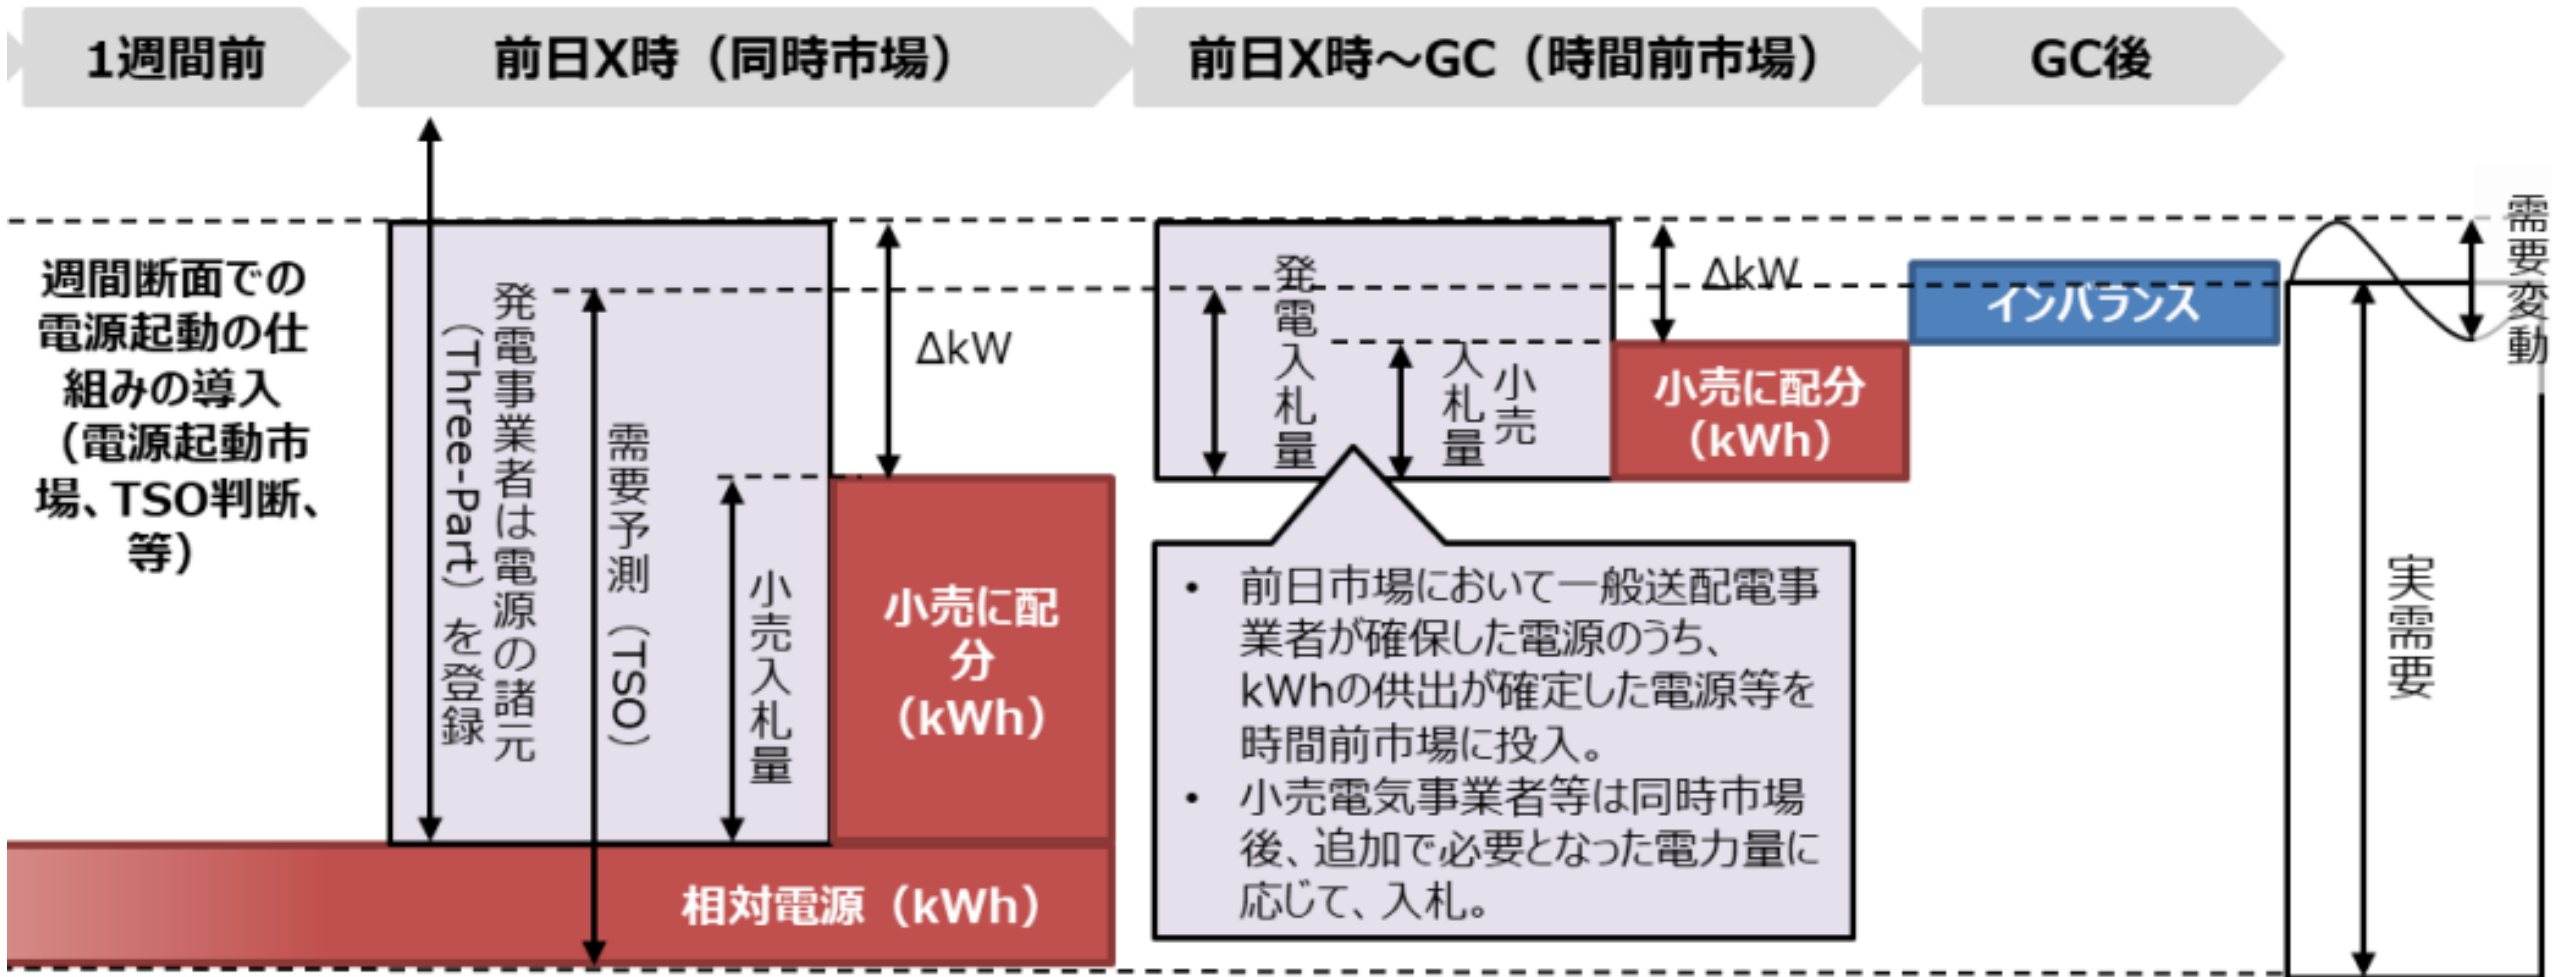 1週間前
前日X時（同時市場）
前日X時～GC（時間前市場）
GC後
週間断面での
電源起動の仕
組みの導入
（電源起動市
場、TSO判断、
等）
発電事業者は電源の諸元
（Three-Part）を登録
需要予測（TSO）
小売入札量
ΔkW
小売に配
分
（kWh）
相対電源（kWh）
発電入札量
小売
入札量
ΔkW
小売に配分
（kWh）
インバランス
• 前日市場において一般送配電事
業者が確保した電源のうち、
kWhの供出が確定した電源等を
時間前市場に投入。
• 小売電気事業者等は同時市場
後、追加で必要となった電力量に
応じて、入札。
需要変動
実需要